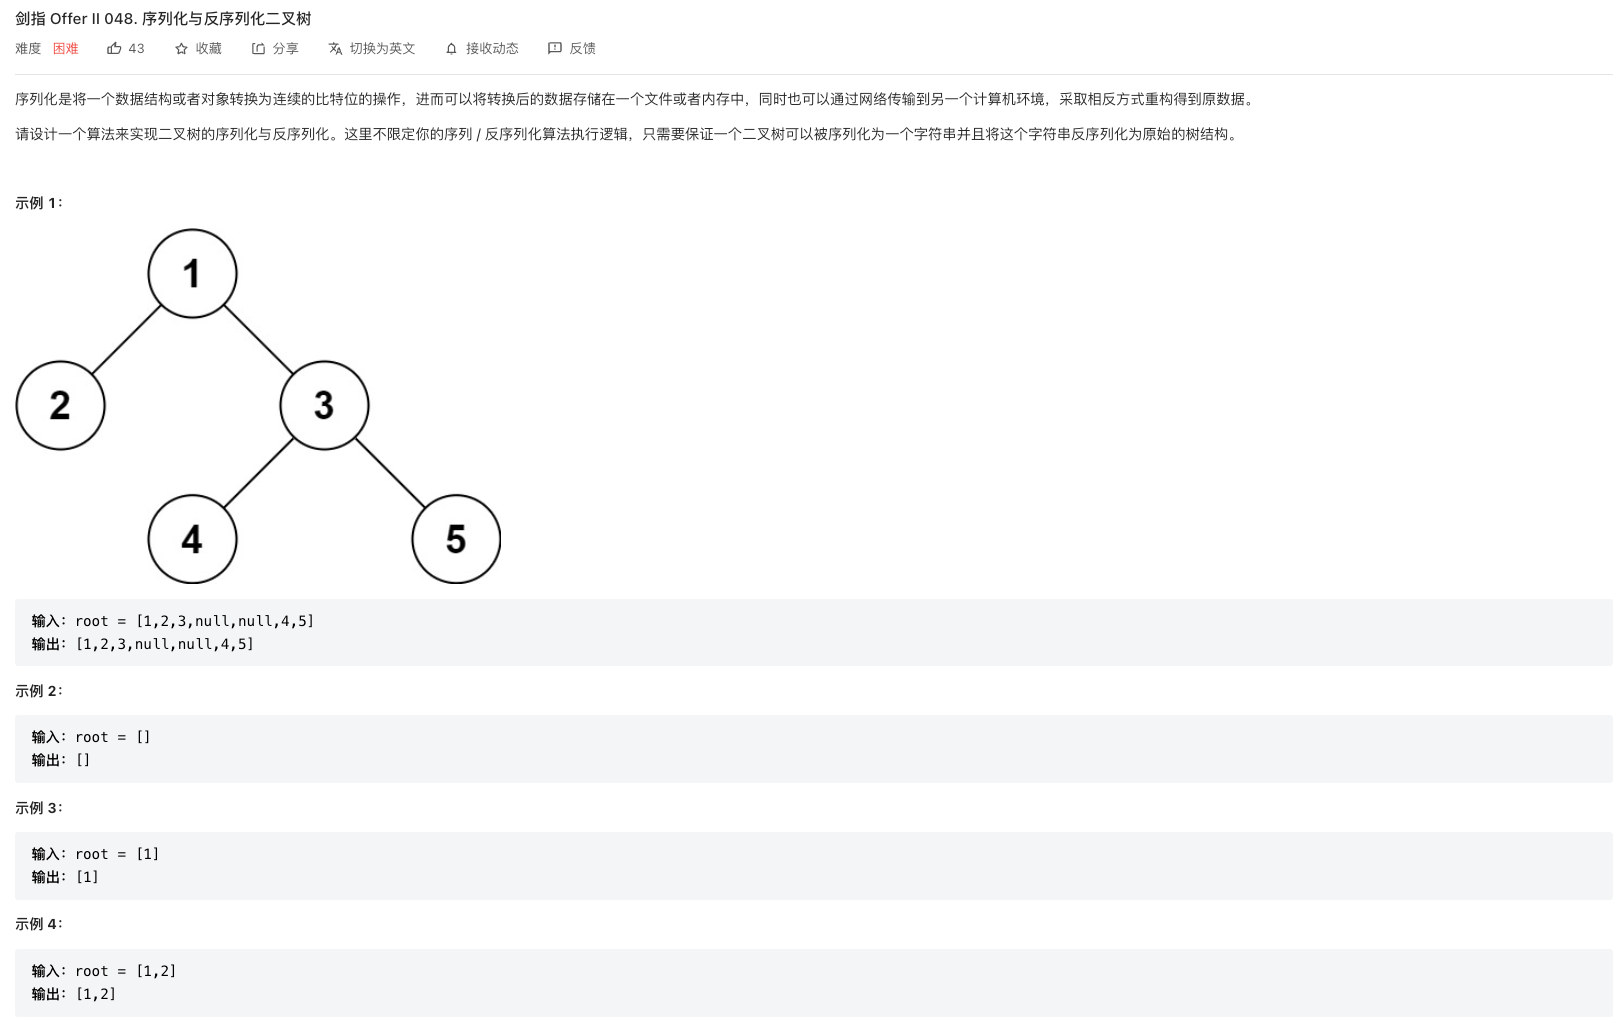 剑指 Offer II 048. 序列化与反序列化二叉树
难度 困难 43 收藏 分享 切换为英文 接收动态 反馈
序列化是将一个数据结构或者对象转换为连续的比特位的操作，进而可以将转换后的数据存储在一个文件或者内存中，同时也可以通过网络传输到另一个计算机环境，采取相反方式重构得到原数据。
请设计一个算法来实现二叉树的序列化与反序列化。这里不限定你的序列 / 反序列化算法执行逻辑，只需要保证一个二叉树可以被序列化为一个字符串并且将这个字符串反序列化为原始的树结构。
示例 1：
1
2 3
4 5
输入：root = [1,2,3,null,null,4,5]
输出：[1,2,3,null,null,4,5]
示例 2：
输入：root = []
输出：[]
示例 3：
输入：root = [1]
输出：[1]
示例 4：
输入：root = [1,2]
输出：[1,2]